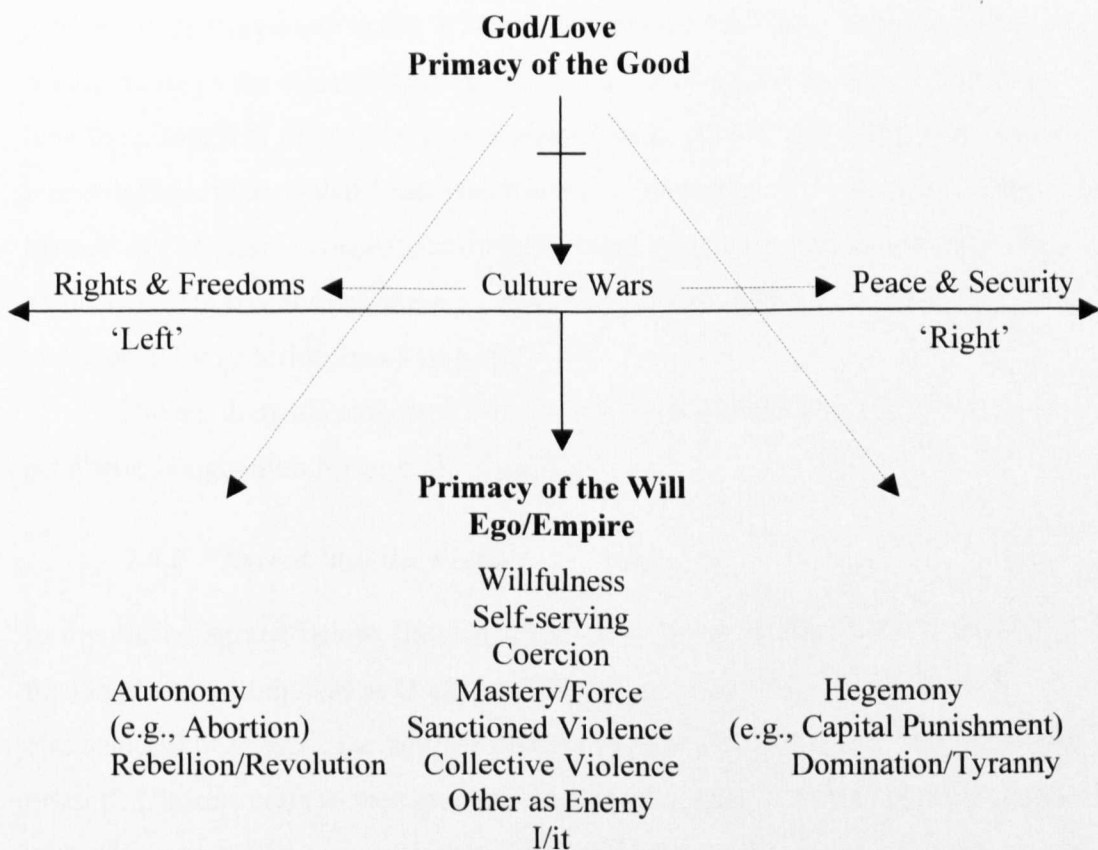 God/Love
Primacy of the Good
Rights & Freedoms Culture Wars Peace & Security
‘Left’ ‘Right’
Primacy of the Will
Ego/Empire
Willfulness
Self-serving
Coercion
Autonomy Mastery/Force Hegemony
(e.g., Abortion) Sanctioned Violence (e.g., Capital Punishment)
Rebellion/Revolution Collective Violence Domination/Tyranny
Other as Enemy
I/it